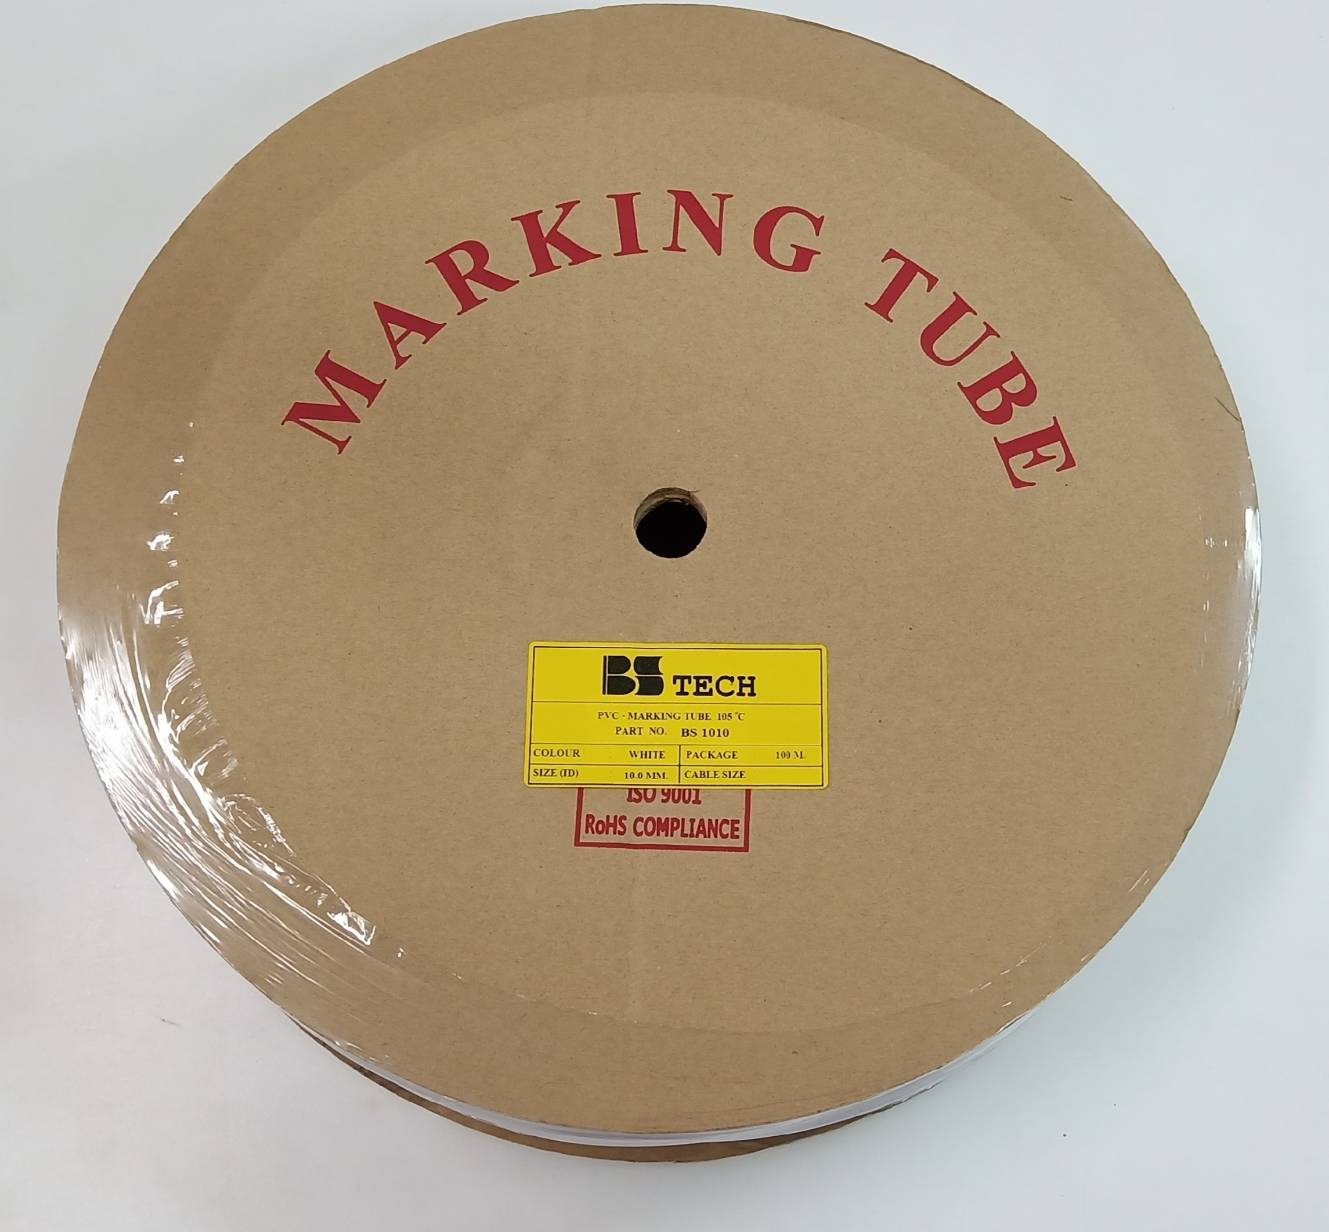 MARKING TUBE
BS TECH
PVC - MARKING TUBE 105°C
PART NO. BS 1010
COLOUR WHITE PACKAGE 100 M.
SIZE (ID) 10.0 MM. CABLE SIZE
ISO 9001
RoHS COMPLIANCE